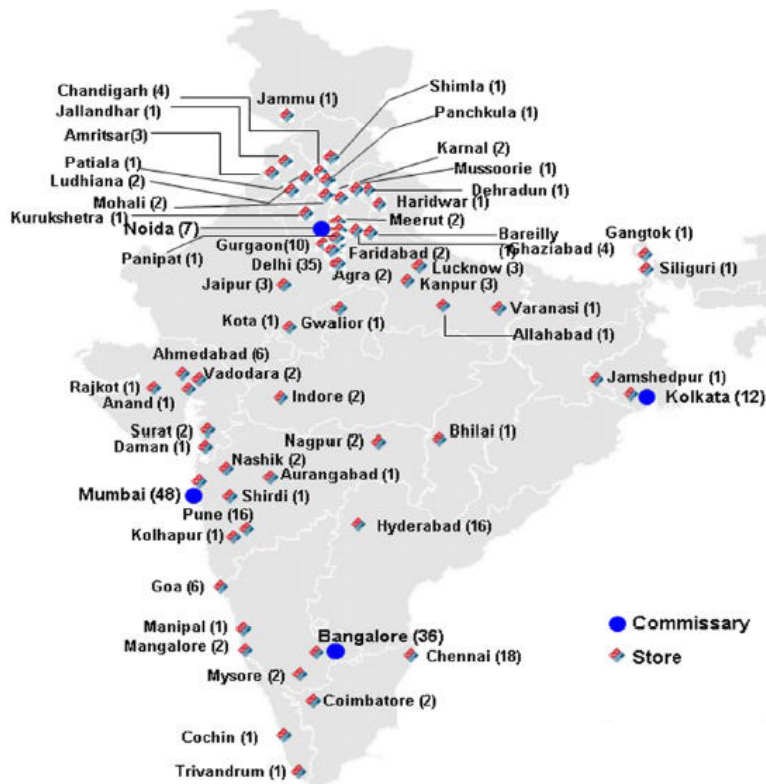 Chandigarh (4)
Shimla (1)
Jallandhar (1)
Jammu (1)
Panchkula (1)
Amritsar(3)
Karnal (2)
Patiala (1)
Mussoorie (1)
Ludhiana (2)
Dehradun (1)
Mohali (2)
Haridwar (1)
Kurukshetra (1)
Meerut (2)
Noida (7)
Bareilly
(1)
Gangtok (1)
Gurgaon(10)
Faridabad (2)
Ghaziabad (4)
Panipat (1)
Delhi (35)
Lucknow (3)
Siliguri (1)
Agra (2)
Jaipur (3)
Kanpur (3)
Varanasi (1)
Kota (1)
Gwalior (1)
Allahabad (1)
Ahmedabad (6)
Vadodara (2)
Jamshedpur (1)
Rajkot (1)
Anand (1)
Indore (2)
Kolkata (12)
Surat (2)
Daman (1)
Nagpur (2)
Bhilai (1)
Nashik (2)
Aurangabad (1)
Mumbai (48)
Shirdi (1)
Pune (16)
Hyderabad (16)
Kolhapur (1)
Goa (6)
Manipal (1)
Bangalore (36)
Commissary
Mangalore (2)
Chennai (18)
Store
Mysore (2)
Coimbatore (2)
Cochin (1)
Trivandrum (1)